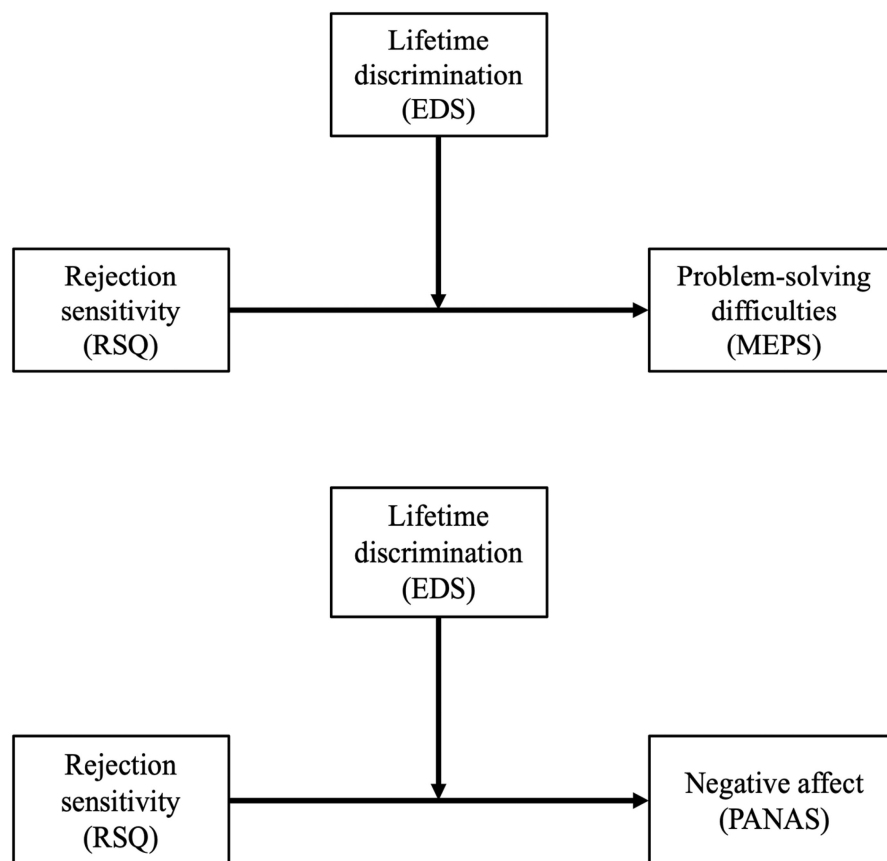 Lifetime
discrimination
(EDS)
Rejection
sensitivity
(RSQ)
Problem-solving
difficulties
(MEPS)
Lifetime
discrimination
(EDS)
Rejection
sensitivity
(RSQ)
Negative affect
(PANAS)